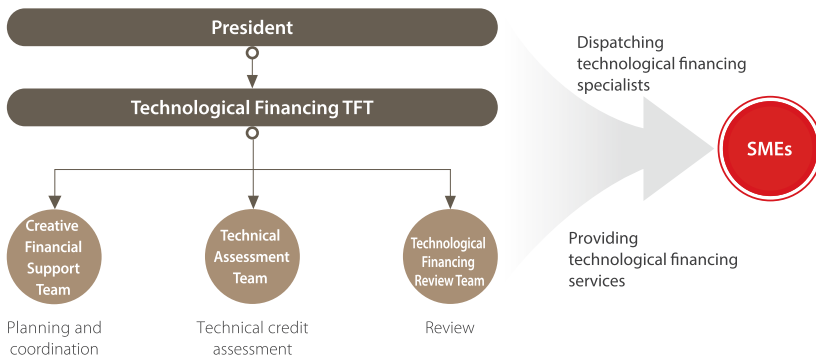 President
Technological Financing TFT
Creative
Financial
Support
Team
Planning and
coordination
Technical
Assessment
Team
Technical credit
assessment
Technological
Financing
Review Team
Review
Dispatching
technological financing
specialists
Providing
technological financing
services
SMEs